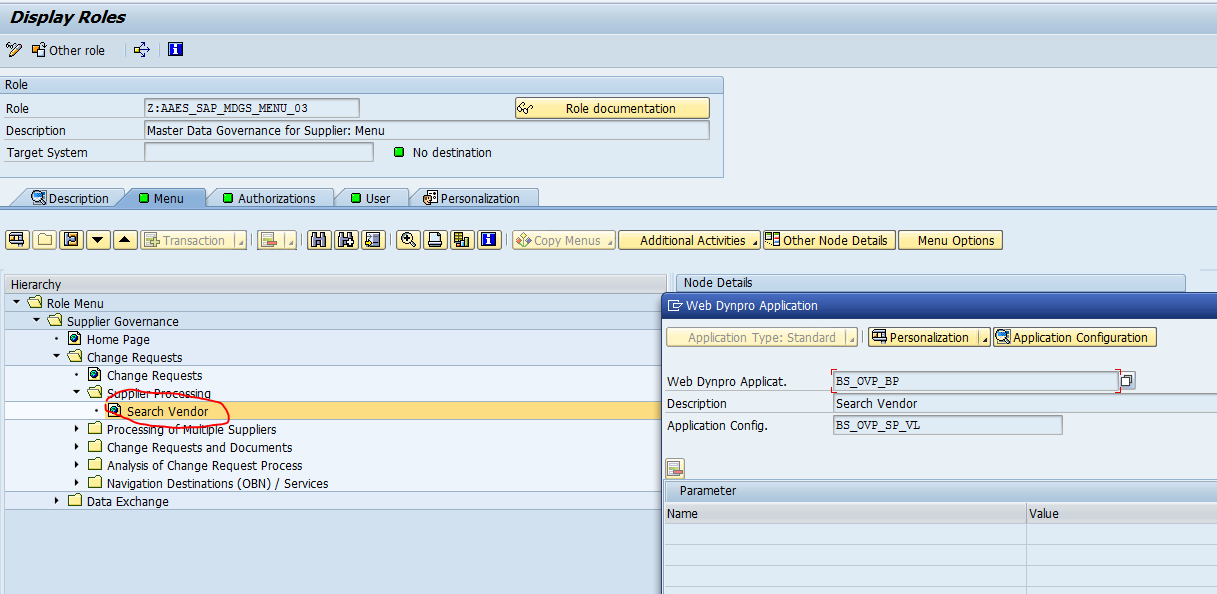 Display Roles
Other role
Role
Role Z:AAES_SAP_MDGS_MENU_03 Role documentation
Description Master Data Governance for Supplier: Menu
Target System No destination
Description Menu Authorizations User Personalization
Transaction Copy Menus Additional Activities Other Node Details Menu Options
Hierarchy
Role Menu
Supplier Governance
Home Page
Change Requests
Change Requests
Supplier Processing
Search Vendor
Processing of Multiple Suppliers
Change Requests and Documents
Analysis of Change Request Process
Navigation Destinations (OBN) / Services
Data Exchange
Node Details
Web Dynpro Application
Application Type: Standard Personalization Application Configuration
Web Dynpro Applicat. BS_OVP_BP
Description Search Vendor
Application Config. BS_OVP_SP_VL
Parameter
Name Value